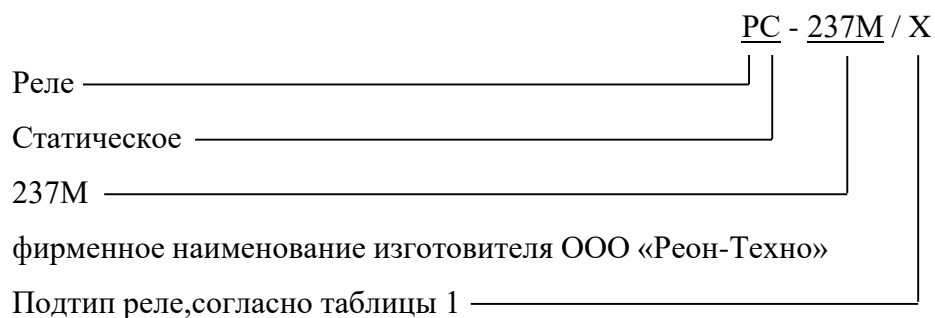 РС - 237М / Х
Реле
Статическое
237М
фирменное наименование изготовителя ООО «Реон-Техно»
Подтип реле,согласно таблицы 1